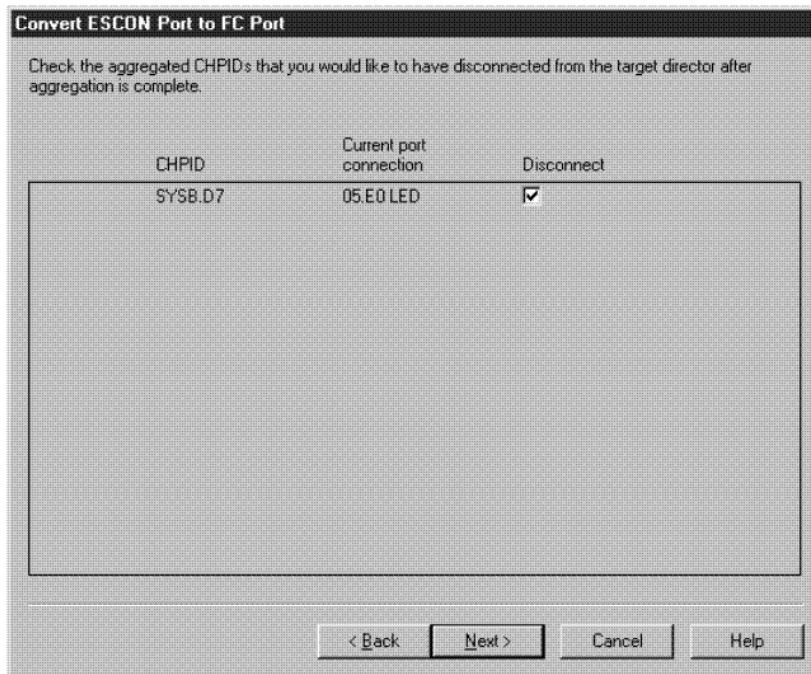 Convert ESCON Port to FC Port
Check the aggregated CHPIDs that you would like to have disconnected from the target director after
aggregation is complete.
CHPID Current port connection Disconnect
SYSB.D7 05.E0 LED
< Back Next > Cancel Help